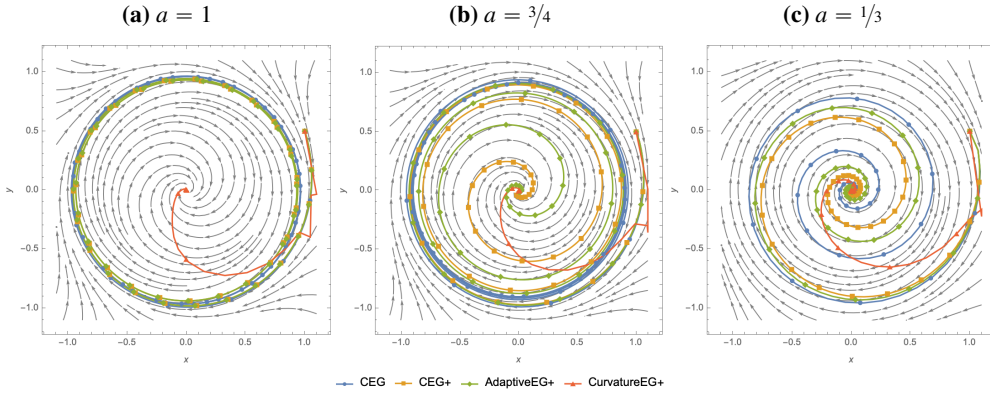 (a) a = 1 (b) a = 3/4 (c) a = 1/3
1.0 1.0 1.0
0.5 0.5 0.5
y 0.0 y 0.0 y 0.0
−0.5 −0.5 −0.5
−1.0 −1.0 −1.0
−1.0 −0.5 0.0 0.5 1.0 −1.0 −0.5 0.0 0.5 1.0 −1.0 −0.5 0.0 0.5 1.0
x x x
CEG CEG+ AdaptiveEG+ CurvatureEG+